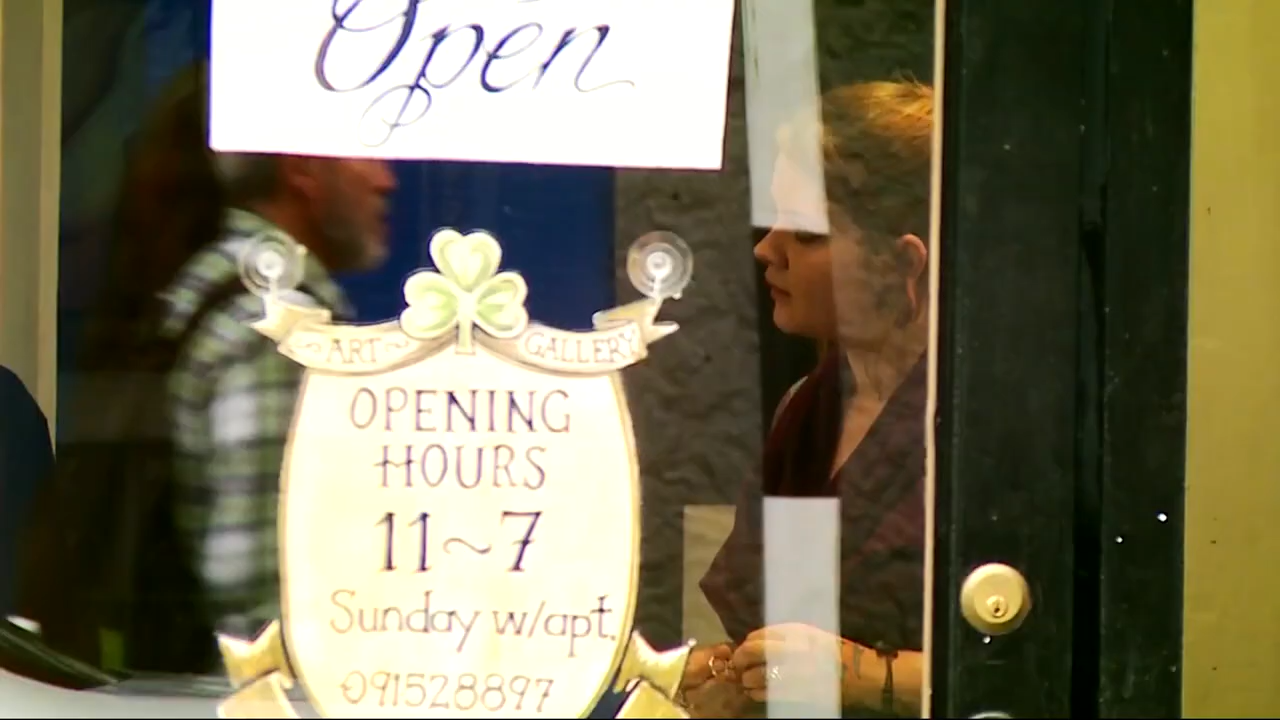 Open
ART GALLERY
OPENING
HOURS
11~7
Sunday w/apt.
091528897